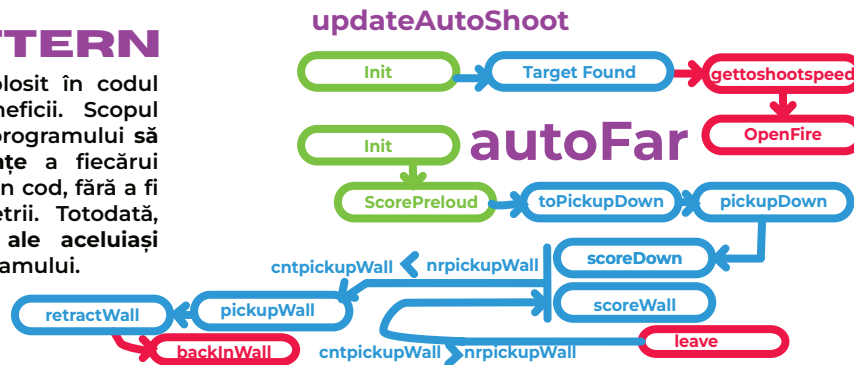 updateAutoShoot
TTERN
Init
Target Found
gettoshootspeed
OpenFire
losit în codul
neficii. Scopul
programului să
nțe a fiecărui
în cod, fără a fi
etrii. Totodată,
ale aceluiași
amului.
autoFar
Init
ScorePreloud
toPickupDown
pickupDown
scoreDown
cntpickupWall < nrpickupWall
scoreWall
retractWall
pickupWall
backInWall
cntpickupWall > nrpickupWall
leave